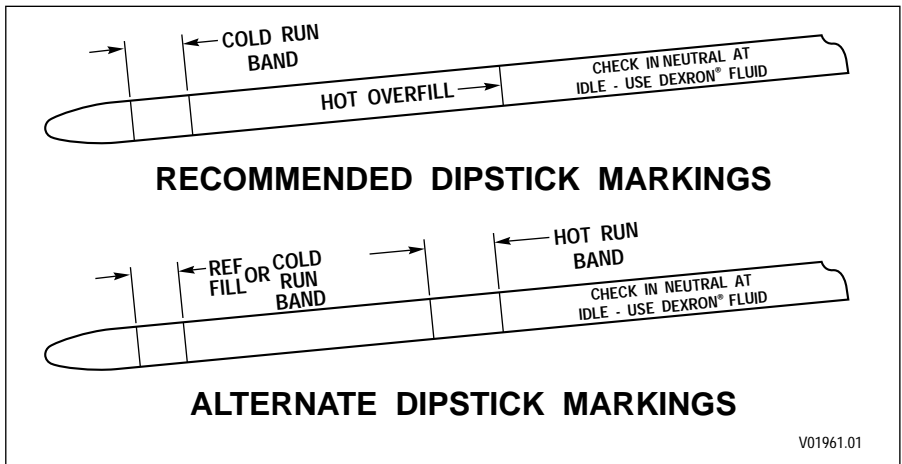 COLD RUN
BAND
HOT OVERFILL
CHECK IN NEUTRAL AT
IDLE - USE DEXRON® FLUID
RECOMMENDED DIPSTICK MARKINGS
REF
FILL
OR
COLD
RUN
BAND
HOT RUN
BAND
CHECK IN NEUTRAL AT
IDLE - USE DEXRON® FLUID
ALTERNATE DIPSTICK MARKINGS
V01961.01